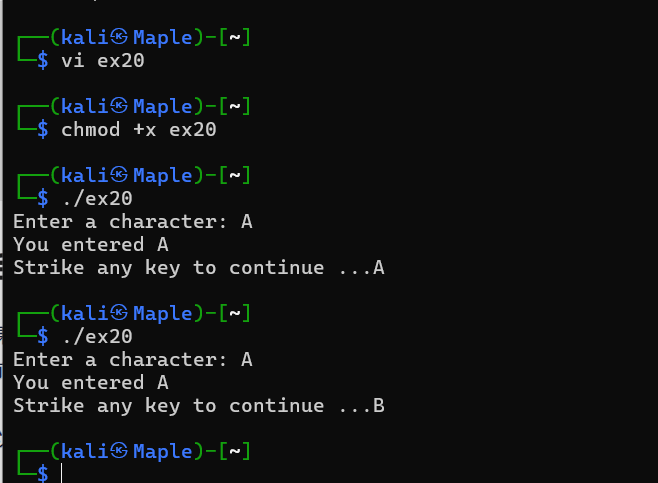 ┌──(kali㉿Maple)-[~]
└─$ vi ex20
┌──(kali㉿Maple)-[~]
└─$ chmod +x ex20
┌──(kali㉿Maple)-[~]
└─$ ./ex20
Enter a character: A
You entered A
Strike any key to continue ...A
┌──(kali㉿Maple)-[~]
└─$ ./ex20
Enter a character: A
You entered A
Strike any key to continue ...B
┌──(kali㉿Maple)-[~]
└─$